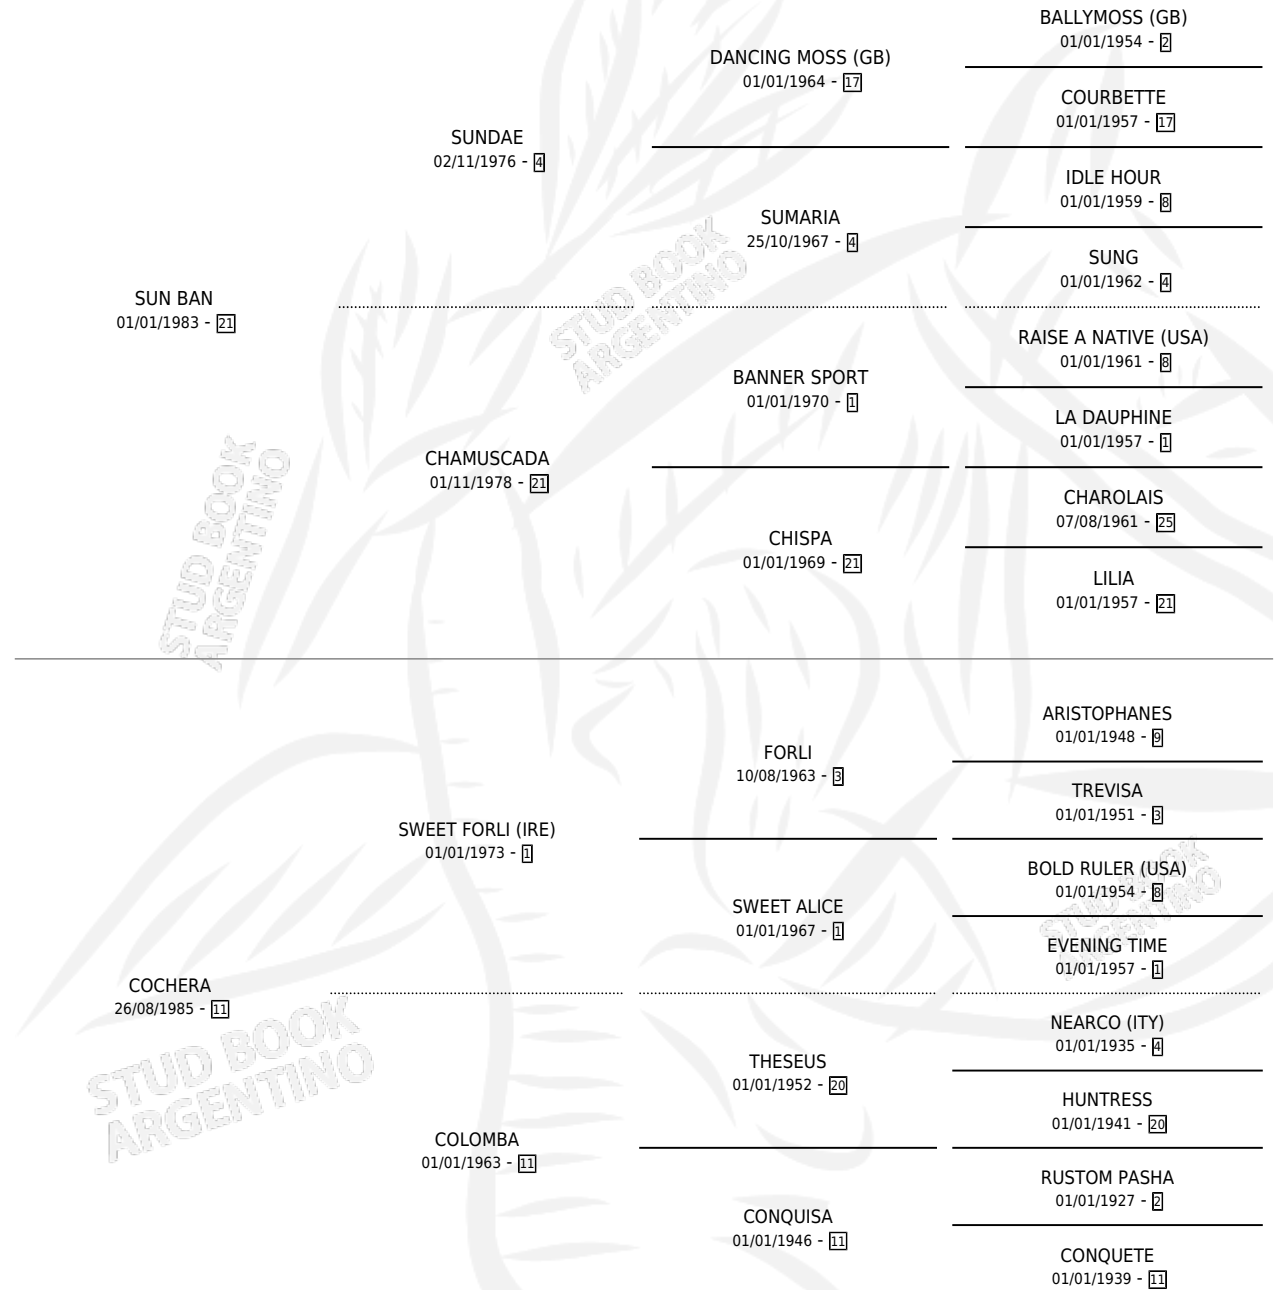 BALLYMOSS (GB)
01/01/1954 - 2
DANCING MOSS (GB)
01/01/1964 - 17
COURBETTE
01/01/1957 - 17
SUNDAE
02/11/1976 - 4
IDLE HOUR
01/01/1959 - 8
SUMARIA
25/10/1967 - 4
SUNG
01/01/1962 - 4
SUN BAN
01/01/1983 - 21
RAISE A NATIVE (USA)
01/01/1961 - 8
BANNER SPORT
01/01/1970 - 1
LA DAUPHINE
01/01/1957 - 1
CHAMUSCADA
01/11/1978 - 21
CHAROLAIS
07/08/1961 - 25
CHISPA
01/01/1969 - 21
LILIA
01/01/1957 - 21
STUD BOOK
ARGENTINO
STUD BOOK
ARGENTINO
ARISTOPHANES
01/01/1948 - 9
FORLI
10/08/1963 - 3
TREVISA
01/01/1951 - 3
SWEET FORLI (IRE)
01/01/1973 - 1
BOLD RULER (USA)
01/01/1954 - 8
SWEET ALICE
01/01/1967 - 1
EVENING TIME
01/01/1957 - 1
STUD BOOK
ARGENTINO
COCHERA
26/08/1985 - 11
NEARCO (ITY)
01/01/1935 - 4
THESEUS
01/01/1952 - 20
HUNTRESS
01/01/1941 - 20
COLOMBA
01/01/1963 - 11
RUSTOM PASHA
01/01/1927 - 2
CONQUISA
01/01/1946 - 11
CONQUETE
01/01/1939 - 11
STUD BOOK
ARGENTINO